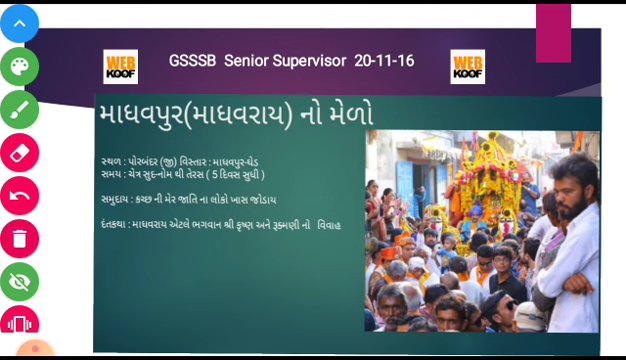 WEB
KOOF
GSSSB Senior Supervisor 20-11-16
WEB
KOOF
માધવપુર(માધવરાય) નો મેળો
સ્થળ : પોરબંદર (જી) વિસ્તાર : માધવપુર-ઘેડ
સમય : ચૈત્ર સુદ-નોમ થી તેરસ ( 5 દિવસ સુધી )
સમુદાય : કચ્છ ની મેર જાતિ ના લોકો ખાસ જોડાય
દંતકથા : માધવરાય એટલે ભગવાન શ્રી કૃષ્ણ અને રૂક્ષ્મણી નો વિવાહ